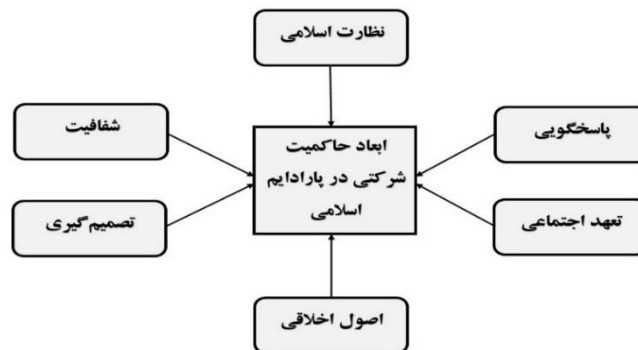 نظارت اسلامی
شفافیت
پاسخگویی
ابعاد حاکمیت
شرکتی در پارادایم
اسلامی
تصمیم‌گیری
تعهد اجتماعی
اصول اخلاقی